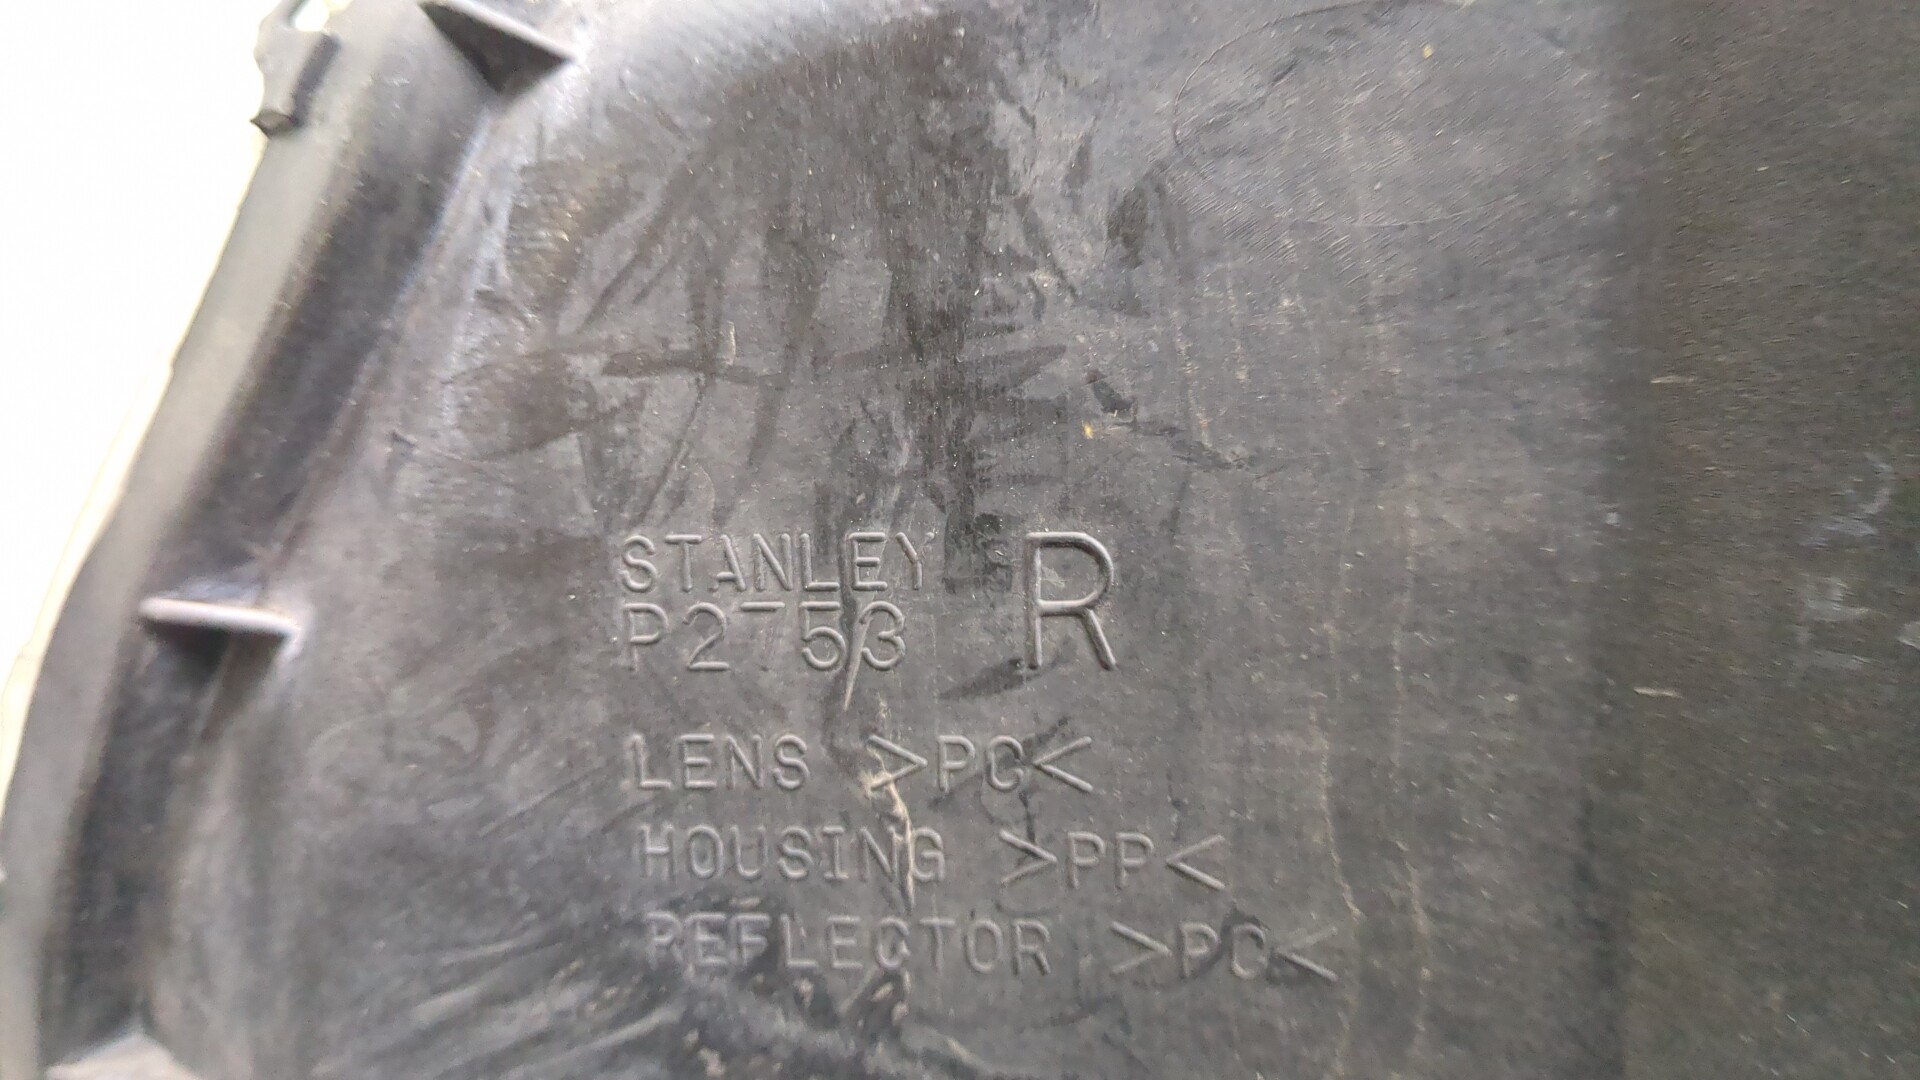 STANLEY R
P2753
LENS >PC<
HOUSING >PP<
REFLECTOR >PC<